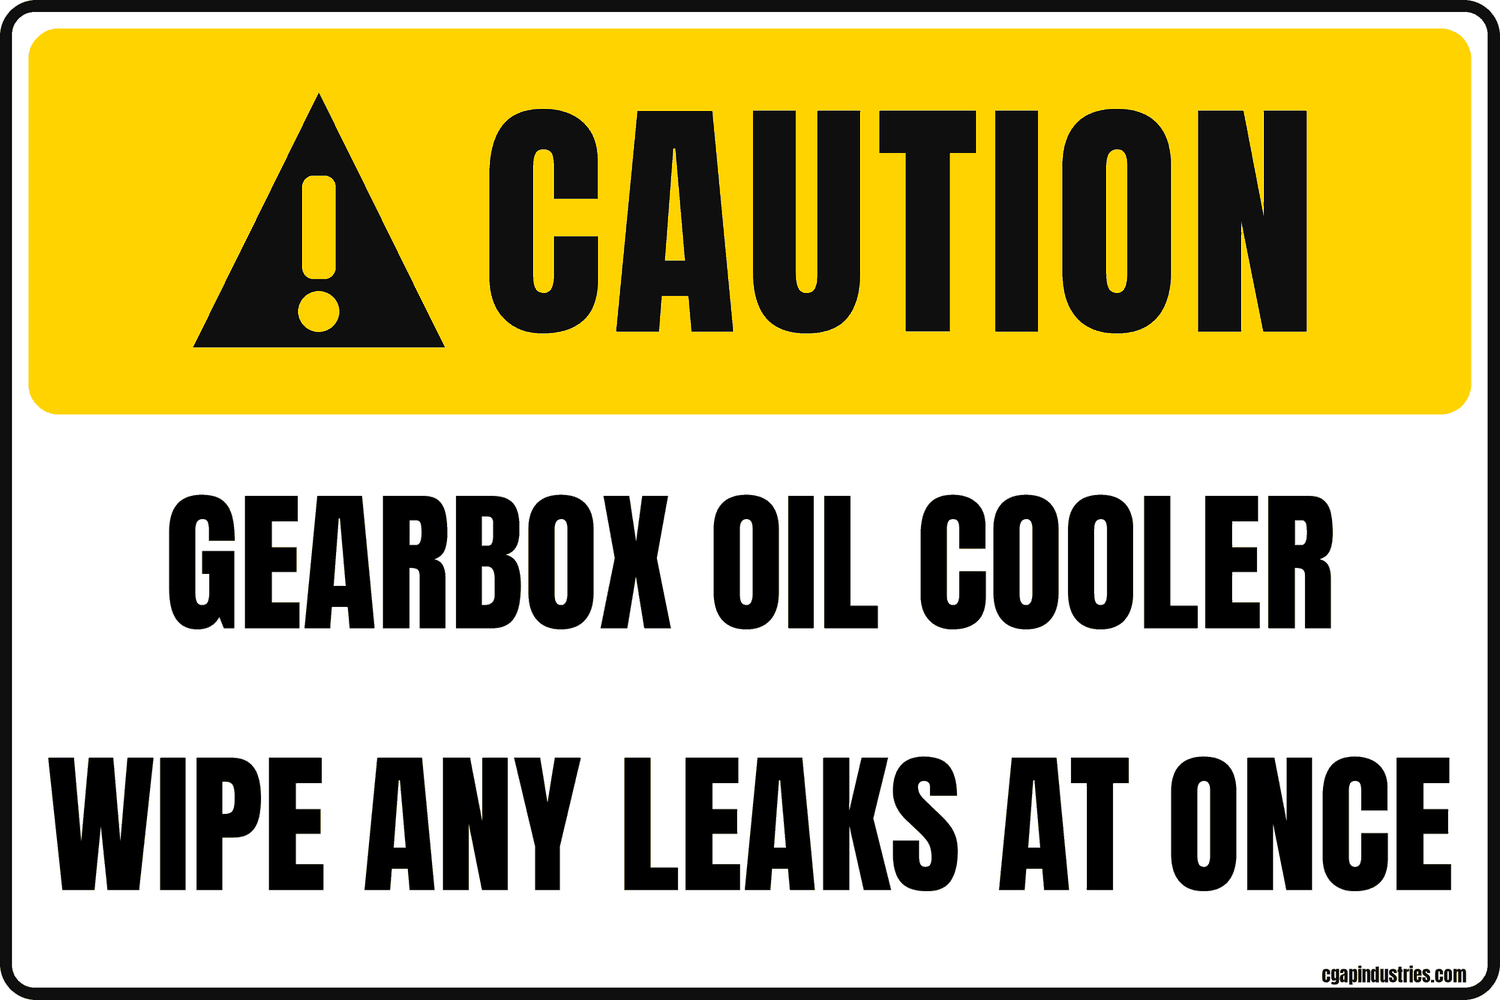 CAUTION
GEARBOX OIL COOLER
WIPE ANY LEAKS AT ONCE
cgapindustries.com